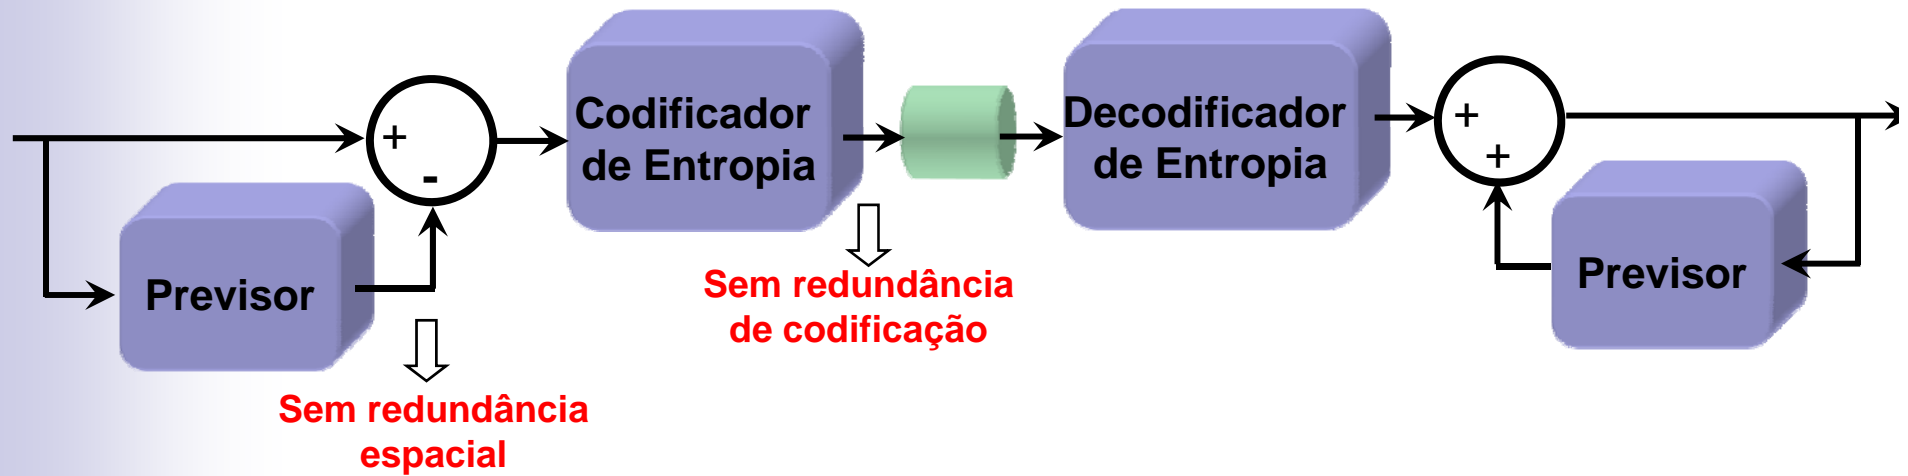 Codificador
de Entropia
Decodificador
de Entropia
+
-
+
+
Previsor
Previsor
Sem redundância
de codificação
Sem redundância
espacial